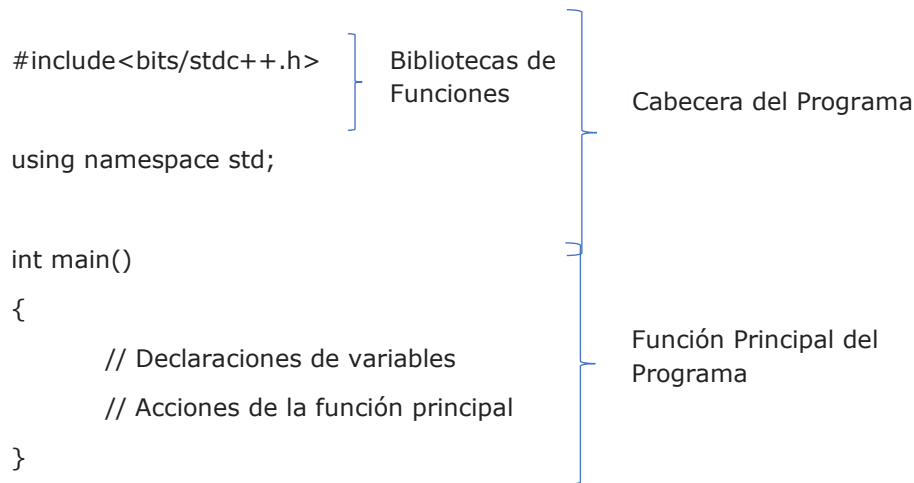 #include<bits/stdc++.h>
Bibliotecas de
Funciones
Cabecera del Programa
using namespace std;
int main()
{
// Declaraciones de variables
// Acciones de la función principal
}
Función Principal del
Programa